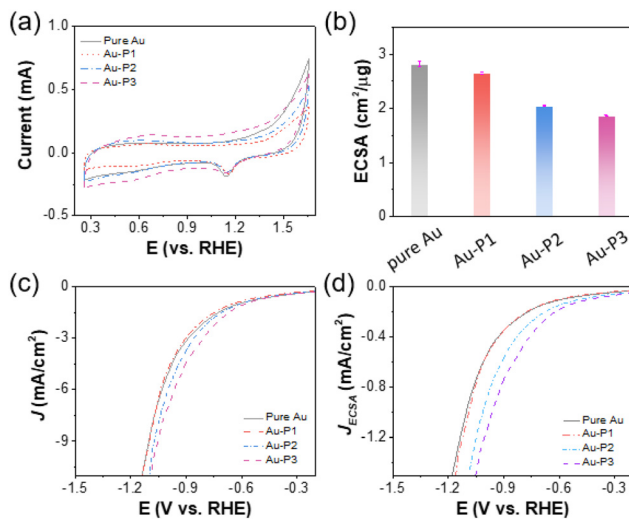 (a)
Pure Au
Au-P1
Au-P2
Au-P3
Current (mA)
1.0
0.5
0.0
-0.5
0.3 0.6 0.9 1.2 1.5
E (vs. RHE)
(b)
ECSA (cm²/μg)
3
2
1
0
pure Au Au-P1 Au-P2 Au-P3
(c)
J (mA/cm²)
0
-3
-6
-9
Pure Au
Au-P1
Au-P2
Au-P3
-1.5 -1.2 -0.9 -0.6 -0.3
E (V vs. RHE)
(d)
J_ECSA (mA/cm²)
0.0
-0.4
-0.8
-1.2
Pure Au
Au-P1
Au-P2
Au-P3
-1.5 -1.2 -0.9 -0.6 -0.3
E (V vs. RHE)